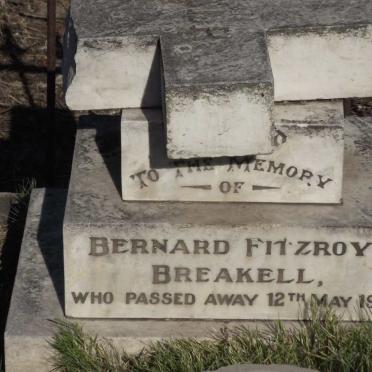 TO THE MEMORY
OF
BERNARD FITZROY
BREAKELL,
WHO PASSED AWAY 12TH MAY